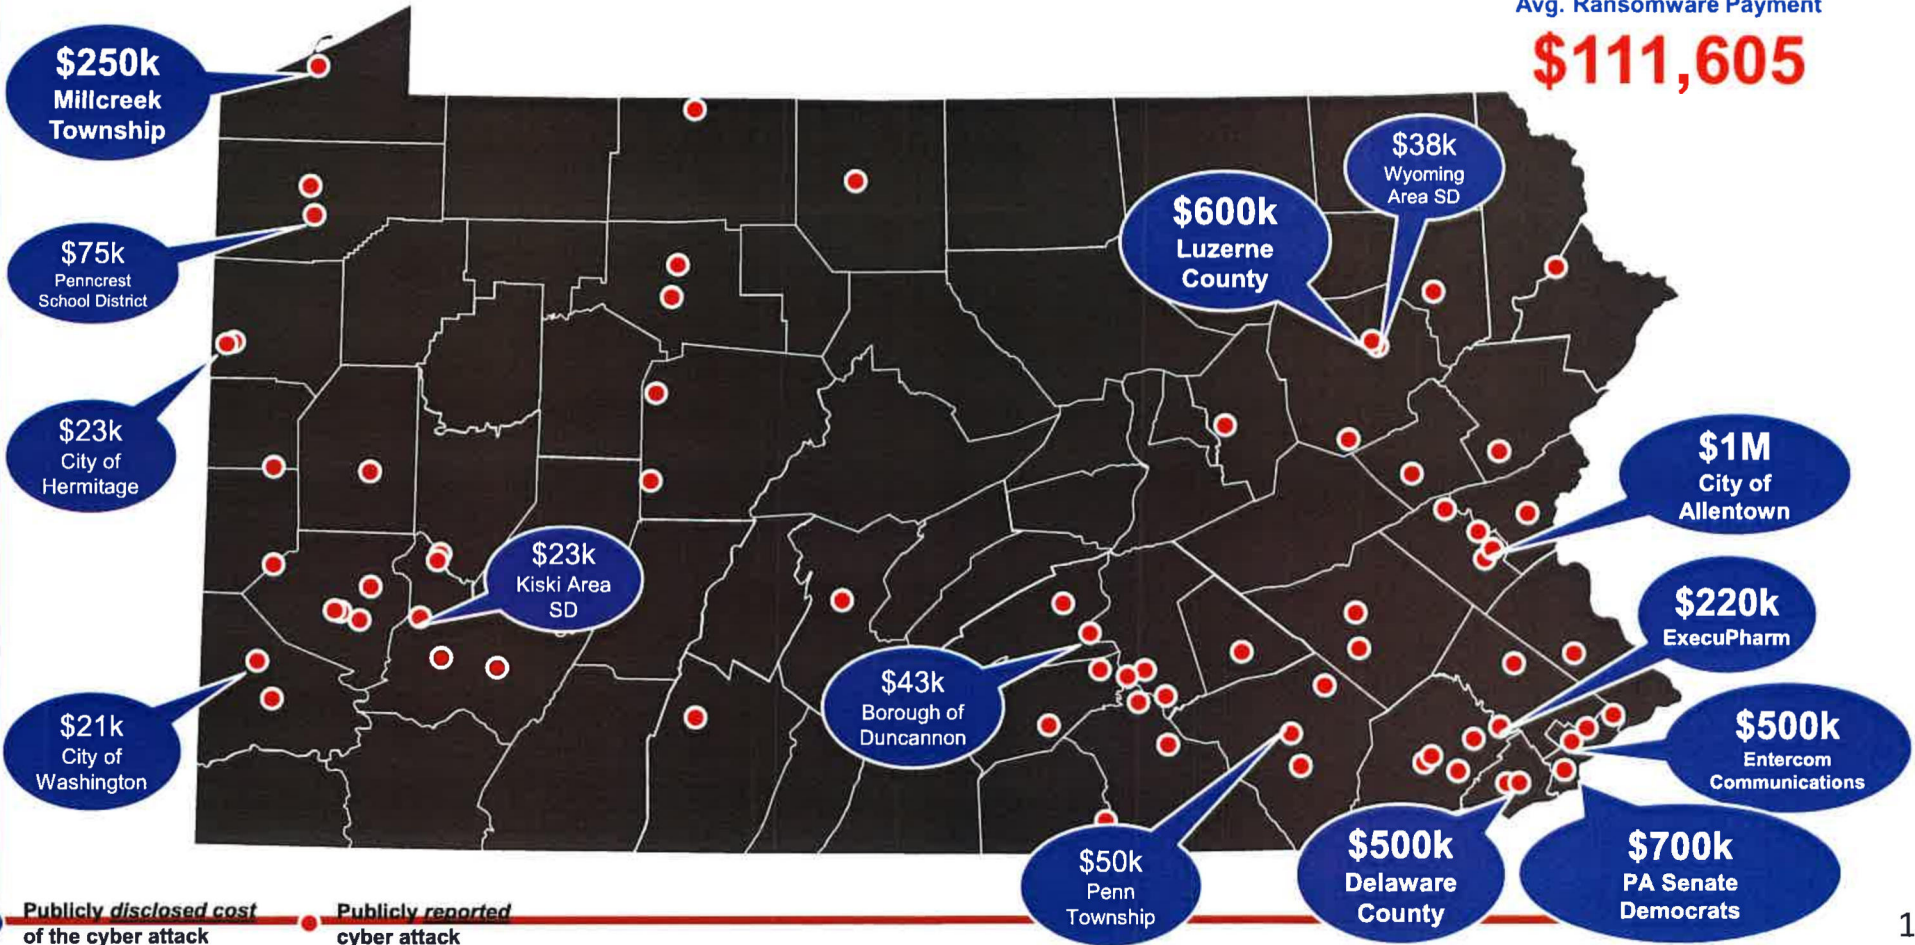 Avg. Ransomware Payment
$111,605
$250k
Millcreek
Township
$38k
Wyoming
Area SD
$600k
Luzerne
County
$75k
Penncrest
School District
$23k
City of
Hermitage
$1M
City of
Allentown
$23k
Kiski Area
SD
$220k
ExecuPharm
$43k
Borough of
Duncannon
$21k
City of
Washington
$500k
Entercom
Communications
$50k
Penn
Township
$500k
Delaware
County
$700k
PA Senate
Democrats
Publicly disclosed cost
of the cyber attack
Publicly reported
cyber attack
1